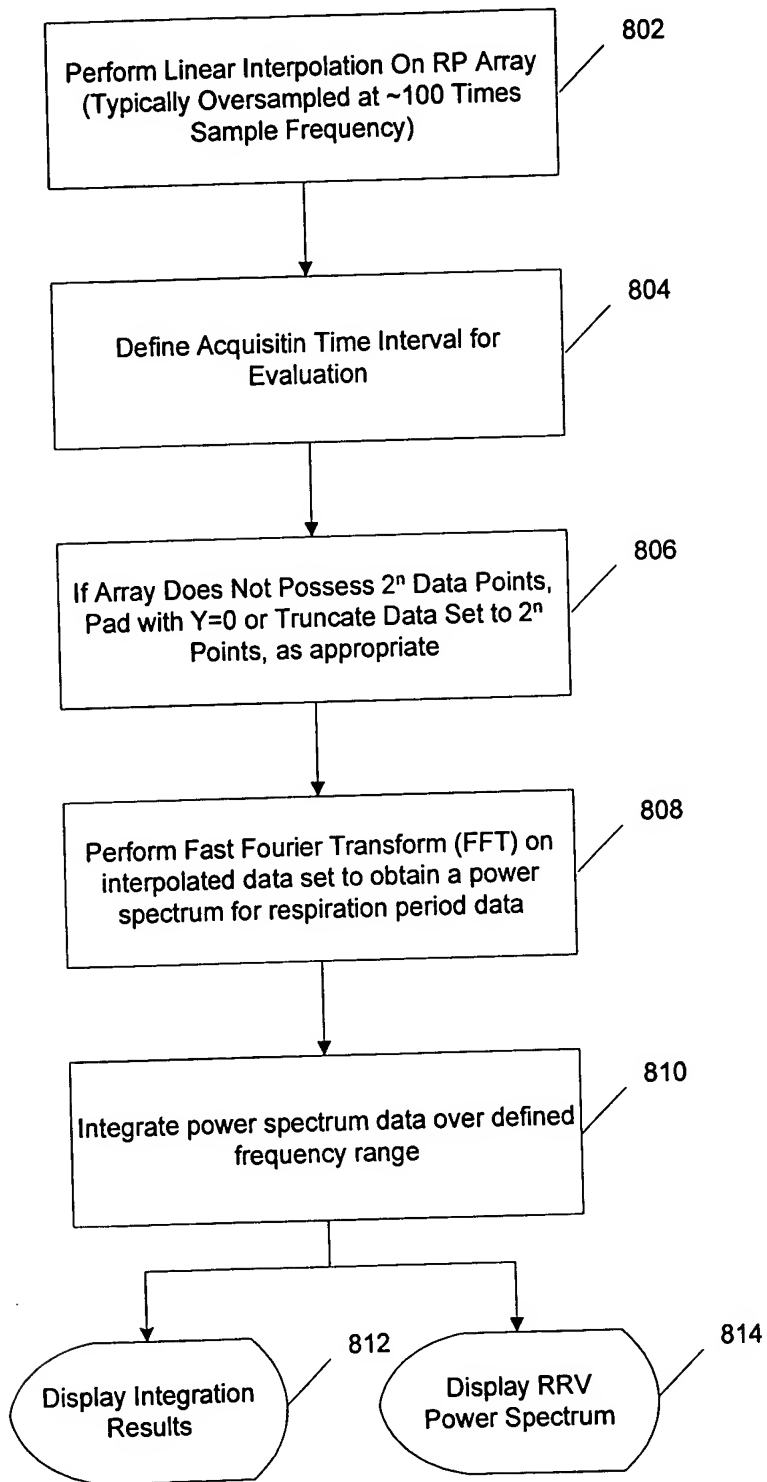 802
Perform Linear Interpolation On RP Array
(Typically Oversampled at ~100 Times
Sample Frequency)
804
Define Acquisitin Time Interval for
Evaluation
806
If Array Does Not Possess 2ⁿ Data Points,
Pad with Y=0 or Truncate Data Set to 2ⁿ
Points, as appropriate
808
Perform Fast Fourier Transform (FFT) on
interpolated data set to obtain a power
spectrum for respiration period data
810
Integrate power spectrum data over defined
frequency range
812
Display Integration
Results
814
Display RRV
Power Spectrum